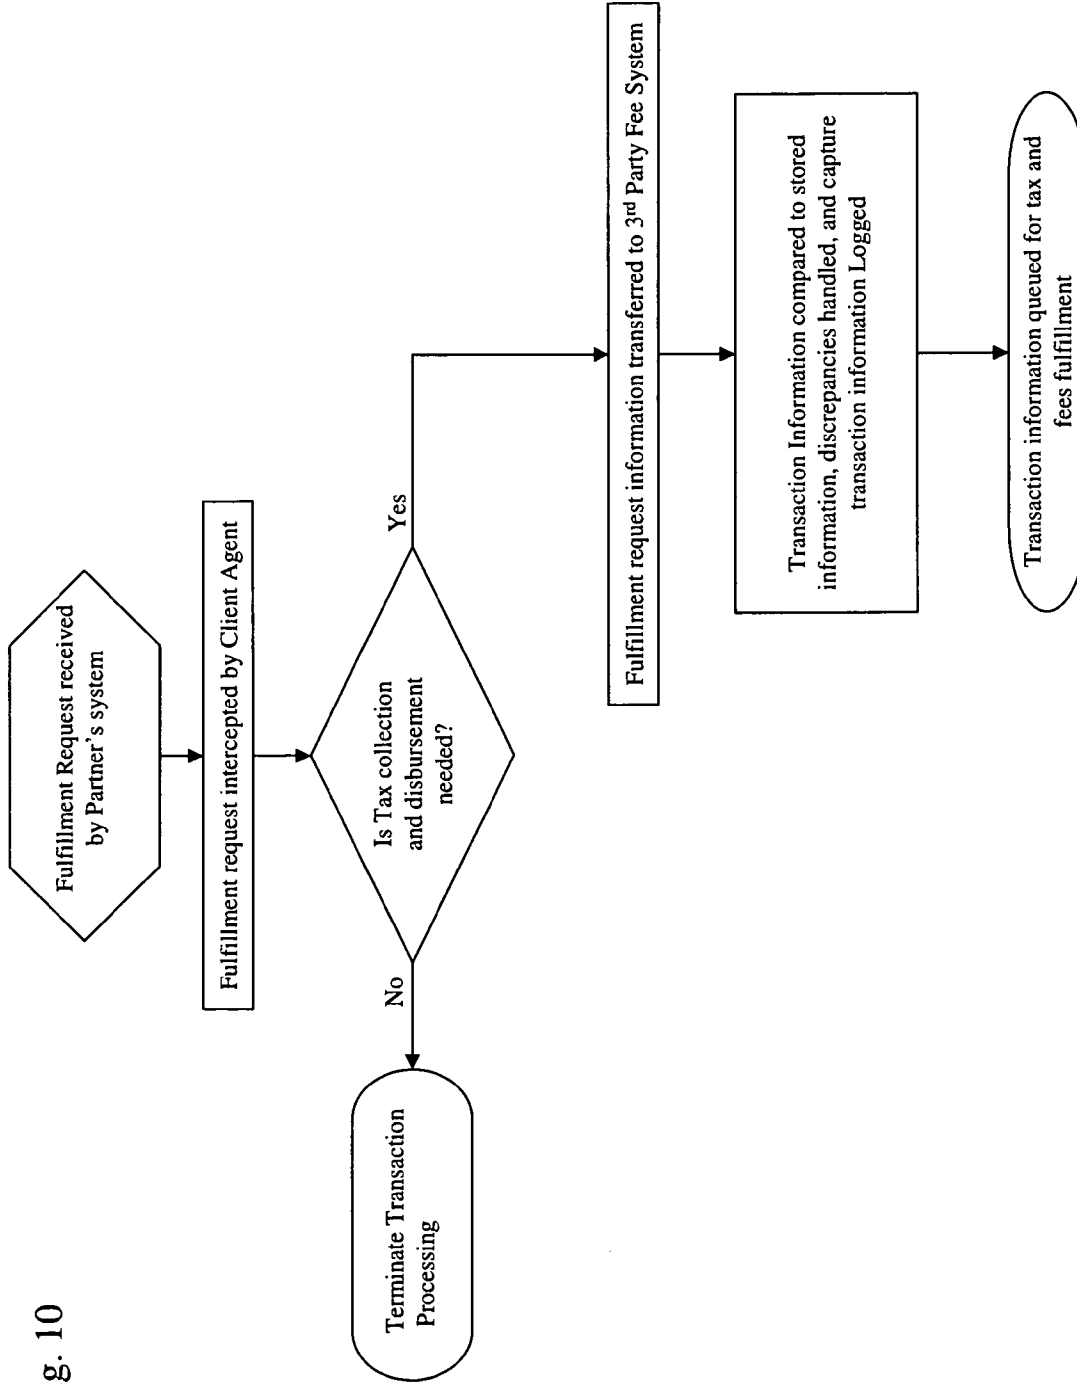 g. 10
Fulfillment Request received
by Partner's system
Fulfillment request intercepted by Client Agent
Is Tax collection
and disbursement
needed?
No
Yes
Terminate Transaction
Processing
Fulfillment request information transferred to 3rd Party Fee System
Transaction Information compared to stored
information, discrepancies handled, and capture
transaction information Logged
Transaction information queued for tax and
fees fulfillment